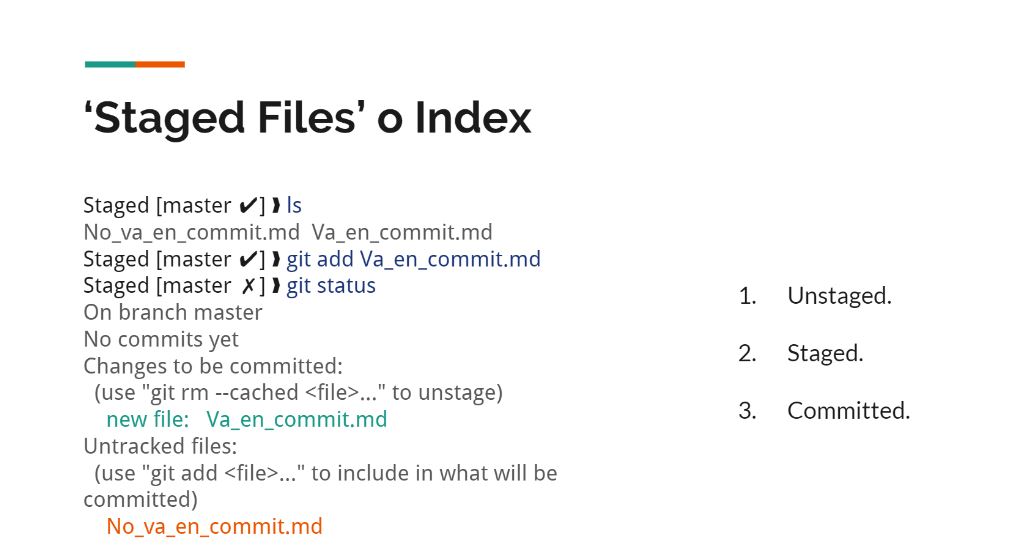 ‘Staged Files’ o Index
Staged [master ✔] ❱ ls
No_va_en_commit.md  Va_en_commit.md
Staged [master ✔] ❱ git add Va_en_commit.md
Staged [master ✗] ❱ git status
On branch master
No commits yet
Changes to be committed:
(use "git rm --cached <file>..." to unstage)
new file:   Va_en_commit.md
Untracked files:
(use "git add <file>..." to include in what will be
committed)
No_va_en_commit.md
1. Unstaged.
2. Staged.
3. Committed.